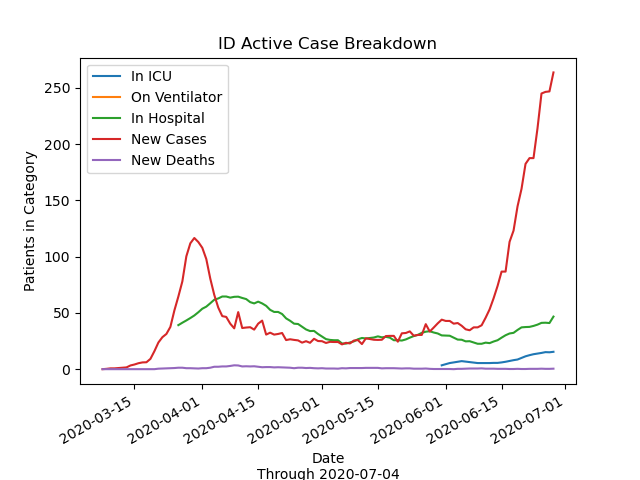 ID Active Case Breakdown
In ICU
On Ventilator
In Hospital
New Cases
New Deaths
Patients in Category
250
200
150
100
50
0
2020-03-15
2020-04-01
2020-04-15
2020-05-01
2020-05-15
2020-06-01
2020-06-15
2020-07-01
Date
Through 2020-07-04